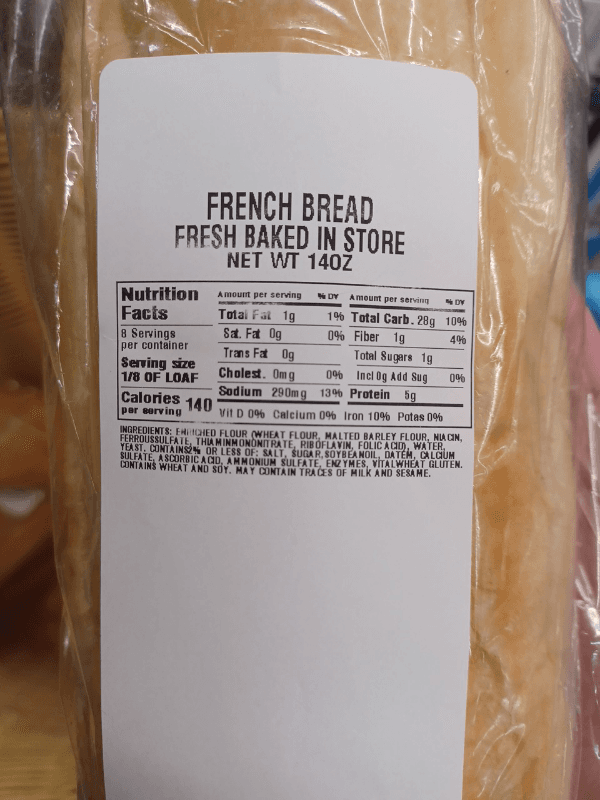 FRENCH BREAD
FRESH BAKED IN STORE
NET WT 14OZ
Nutrition
Facts
8 Servings
per container
Serving size
1/8 OF LOAF
Calories 140
per serving
Amount per serving % DV
Total Fat 1g 1%
Sat. Fat 0g 0%
Trans Fat 0g
Cholest. 0mg 0%
Sodium 290mg 13%
Amount per serving % DV
Total Carb. 28g 10%
Fiber 1g 4%
Total Sugars 1g
Incl 0g Add Sug 0%
Protein 5g
Vit D 0% Calcium 0% Iron 10% Potas 0%
INGREDIENTS: ENRICHED FLOUR (WHEAT FLOUR, MALTED BARLEY FLOUR, NIACIN,
FERROUSSULFATE, THIAMINMONONITRATE, RIBOFLAVIN, FOLIC ACID), WATER,
YEAST. CONTAINS2% OR LESS OF: SALT, SUGAR,SOYBEANOIL, DATEM, CALCIUM
SULFATE, ASCORBIC ACID, AMMONIUM SULFATE, ENZYMES, VITALWHEAT GLUTEN.
CONTAINS WHEAT AND SOY. MAY CONTAIN TRACES OF MILK AND SESAME.